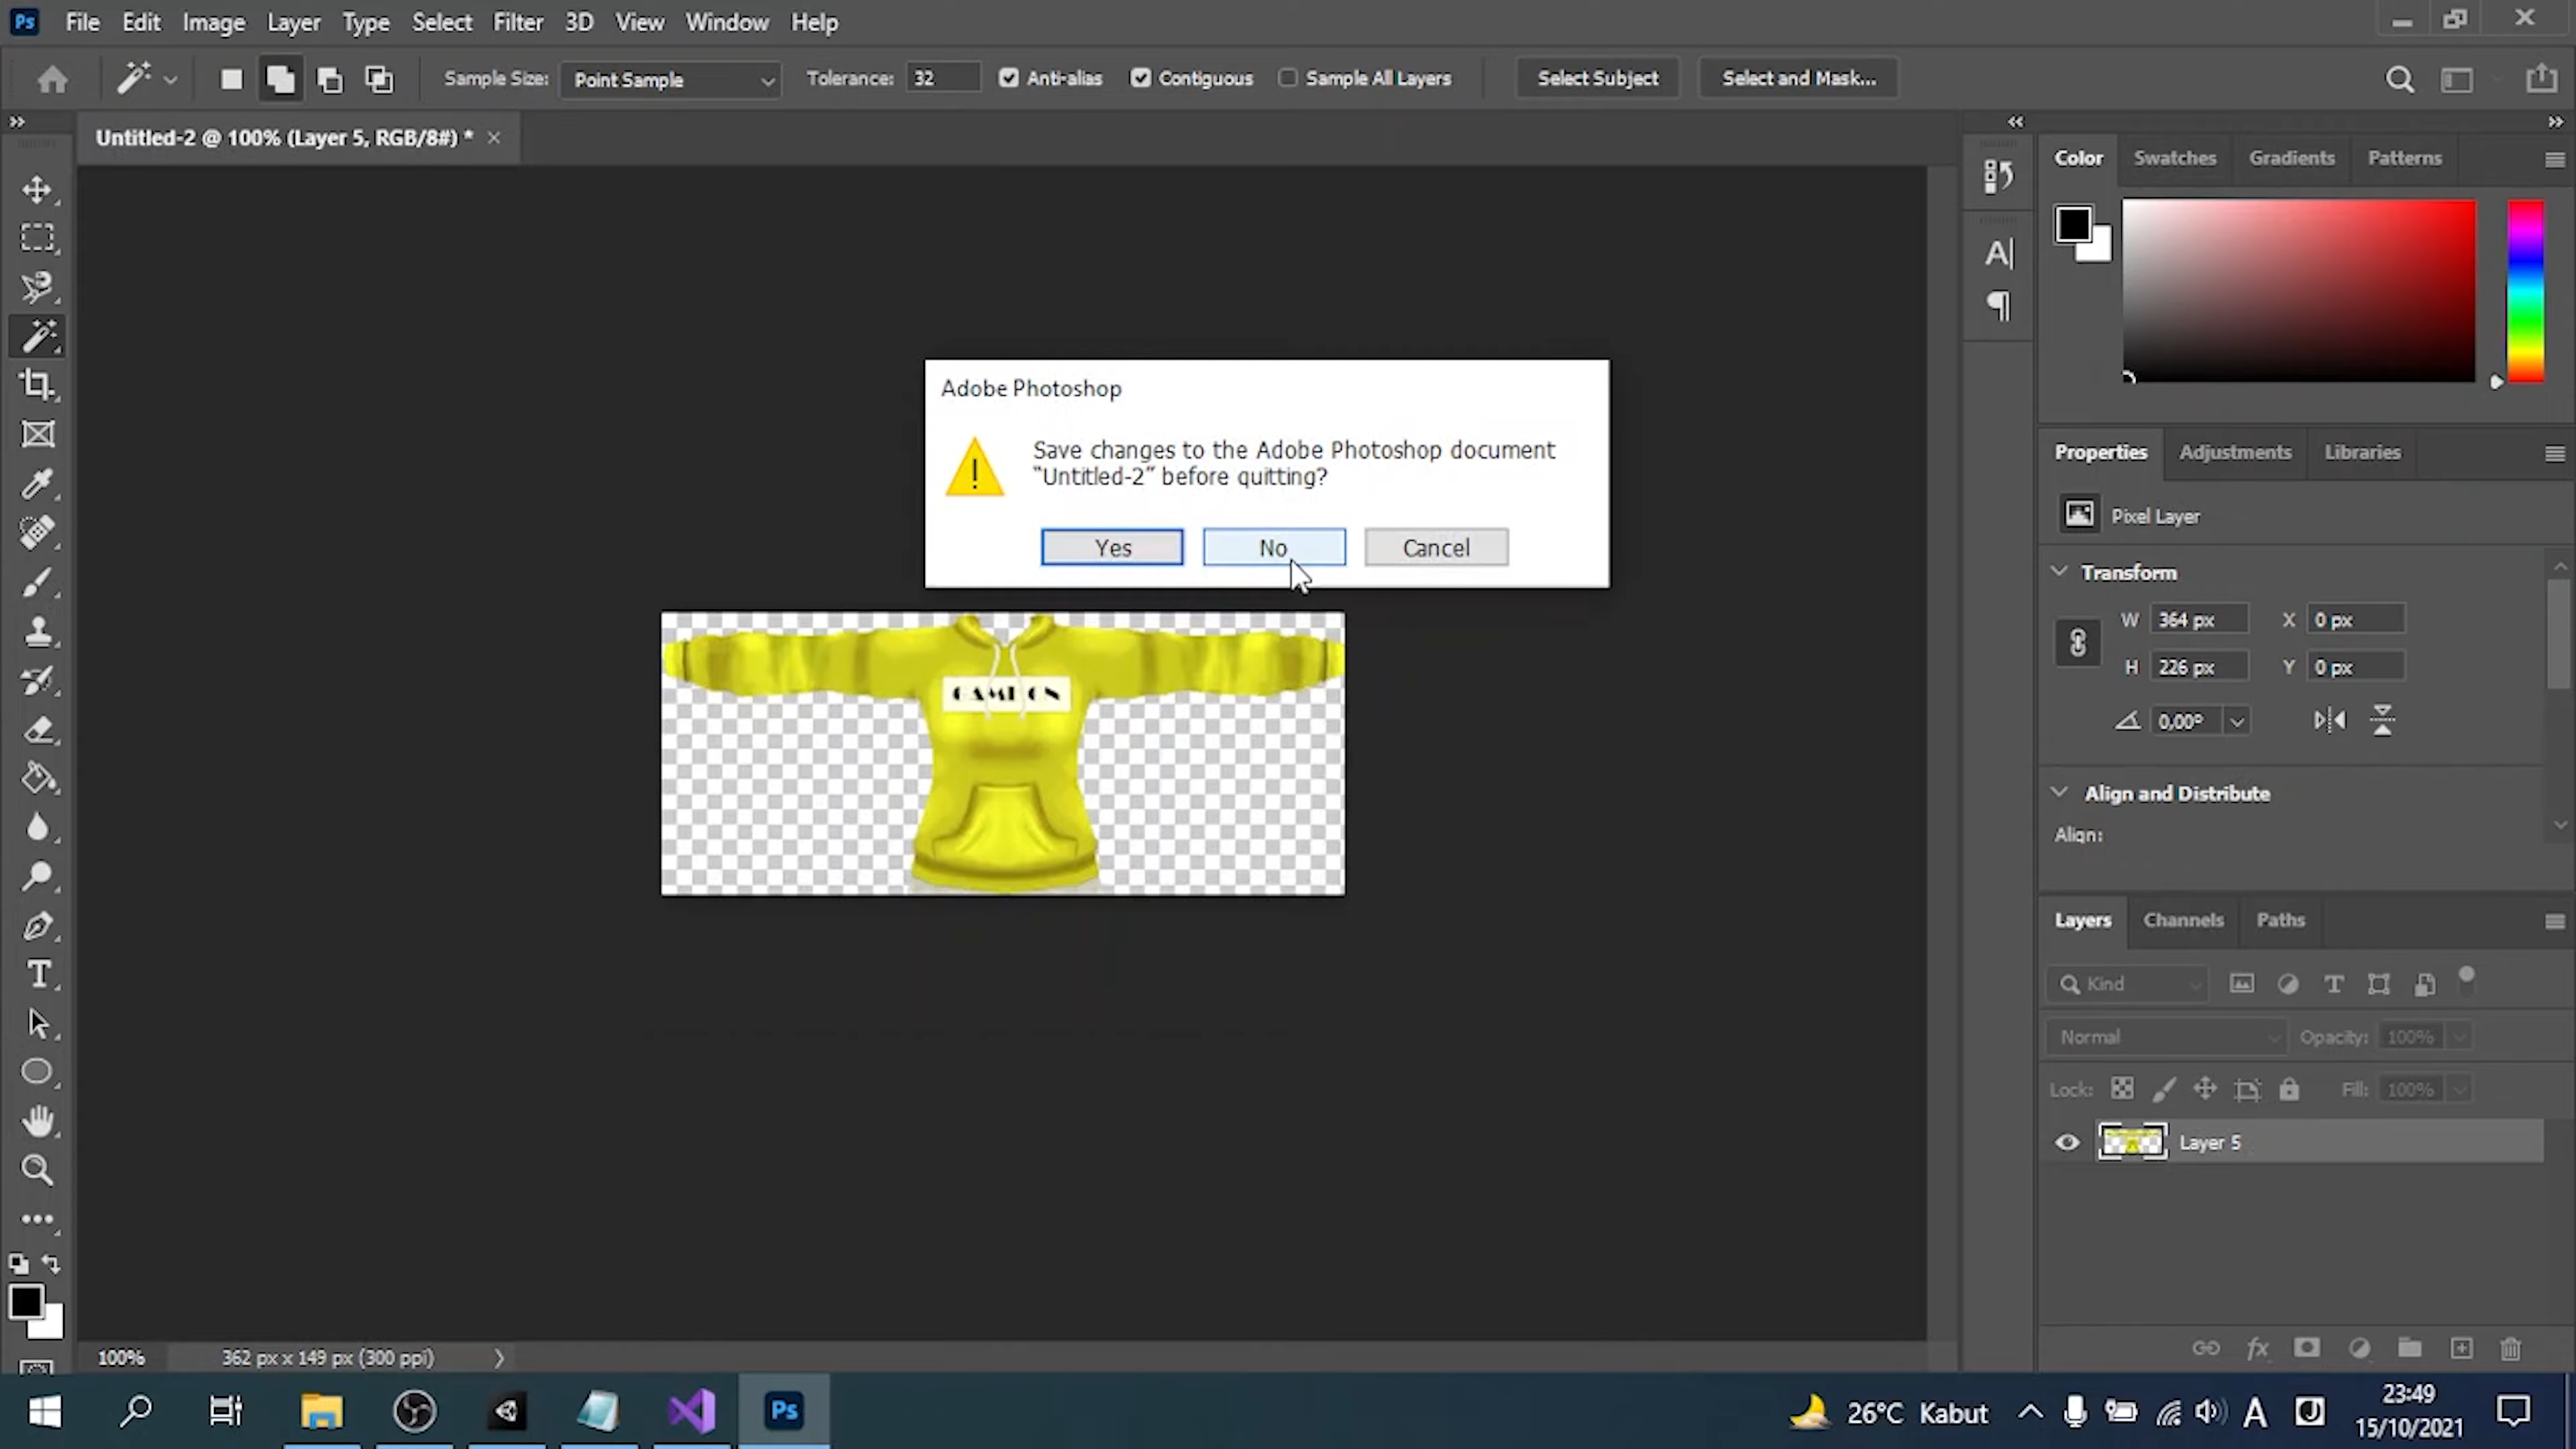 Ps File Edit Image Layer Type Select Filter 3D View Window Help
Sample Size: Point Sample Tolerance: 32 Anti-alias Contiguous Sample All Layers Select Subject Select and Mask...
Untitled-2 @ 100% (Layer 5, RGB/8#) * ×
Color Swatches Gradients Patterns
Adobe Photoshop
Save changes to the Adobe Photoshop document
“Untitled-2” before quitting?
Yes No Cancel
Properties Adjustments Libraries
Pixel Layer
Transform
W 364 px X 0 px
H 226 px Y 0 px
0,00°
Align and Distribute
Align:
Layers Channels Paths
Kind
Normal Opacity: 100%
Lock: Fill: 100%
Layer 5
100% 362 px x 149 px (300 ppi)
Ps
26°C Kabut
A
23:49
15/10/2021